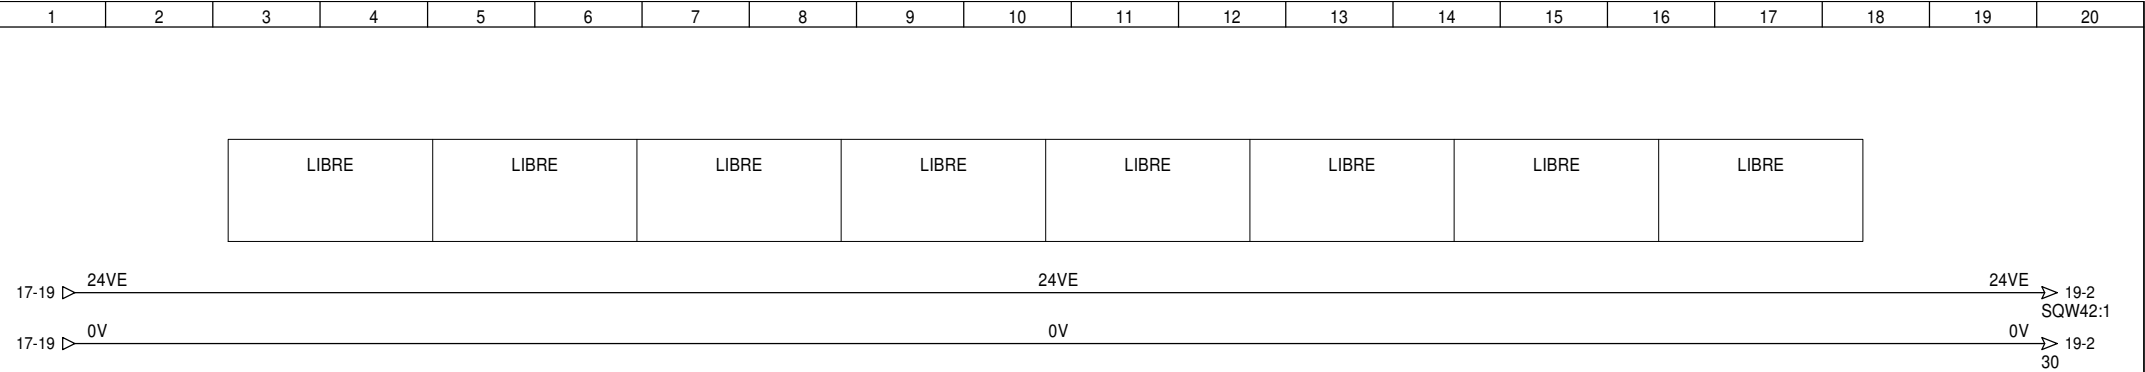 1 2 3 4 5 6 7 8 9 10 11 12 13 14 15 16 17 18 19 20
LIBRE LIBRE LIBRE LIBRE LIBRE LIBRE LIBRE LIBRE
24VE 24VE 24VE
17-19 19-2
SQW42:1
0V 0V 0V
17-19 19-2
30